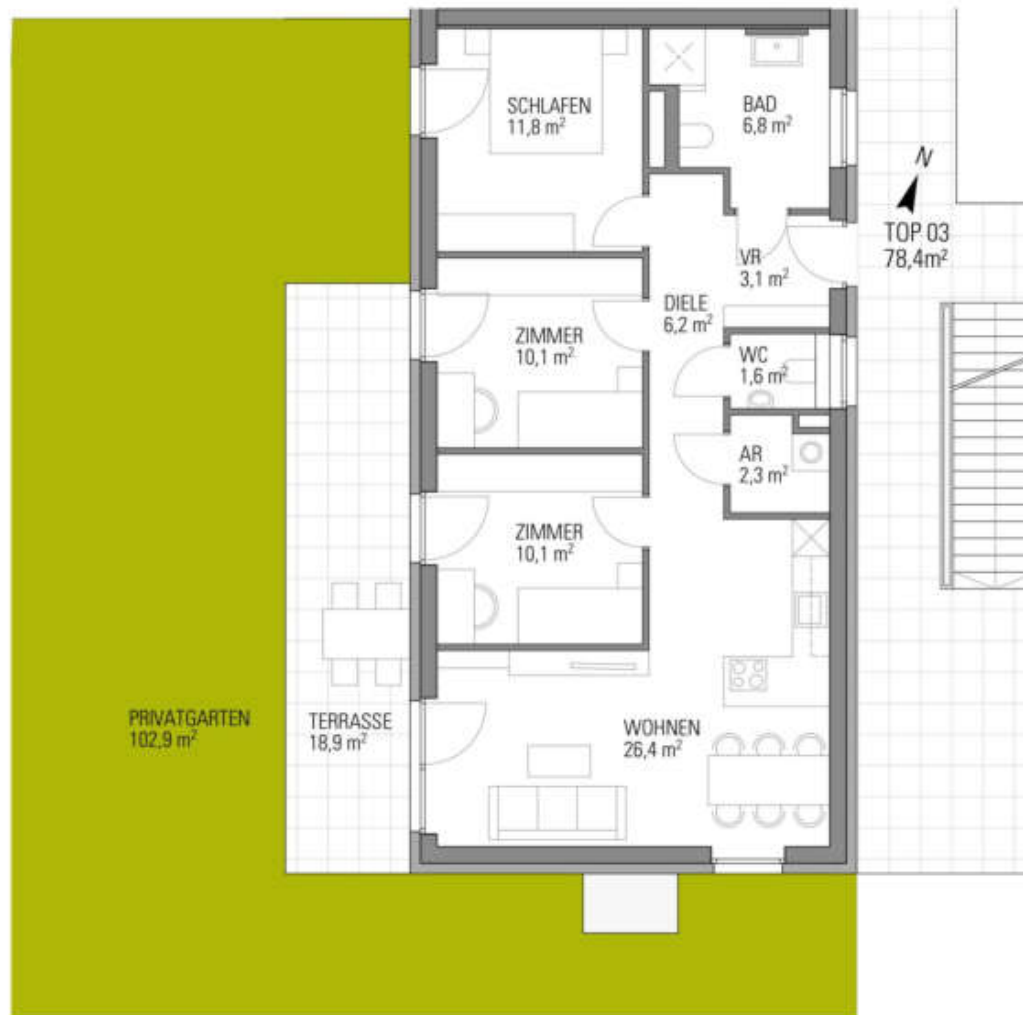 SCHLAFEN
11,8 m²
BAD
6,8 m²
N
TOP 03
78,4m²
VR
3,1 m²
DIELE
6,2 m²
ZIMMER
10,1 m²
WC
1,6 m²
AR
2,3 m²
ZIMMER
10,1 m²
PRIVATGARTEN
102,9 m²
TERRASSE
18,9 m²
WOHNEN
26,4 m²